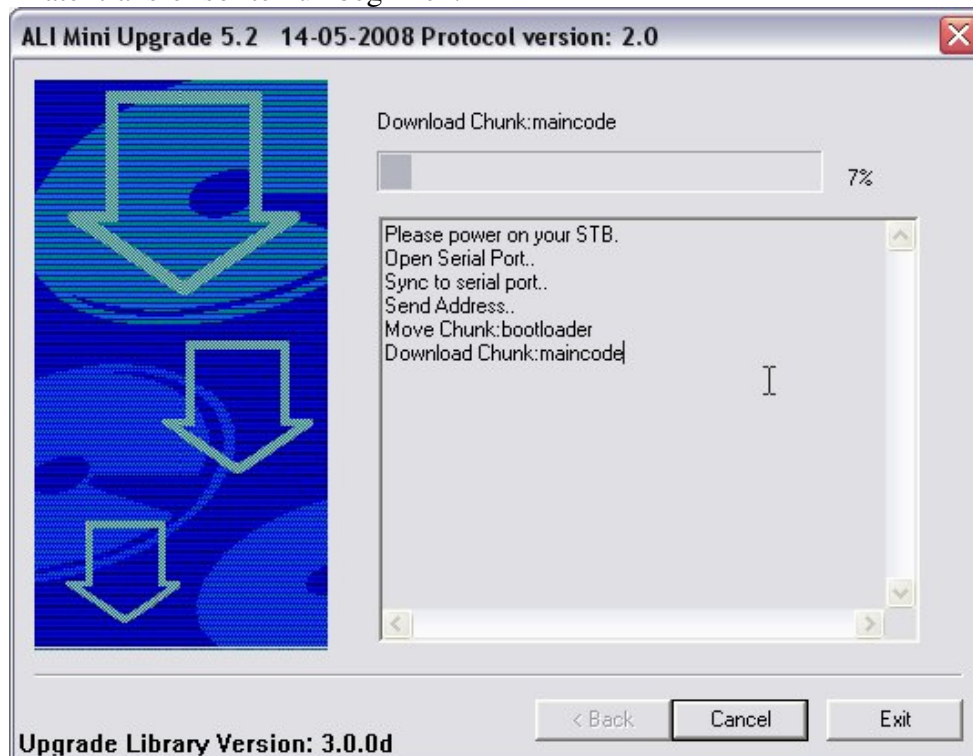 ALI Mini Upgrade 5.2 14-05-2008 Protocol version: 2.0
Download Chunk:maincode
7%
Please power on your STB.
Open Serial Port..
Sync to serial port..
Send Address..
Move Chunk:bootloader
Download Chunk:maincode
< Back
Cancel
Exit
Upgrade Library Version: 3.0.0d